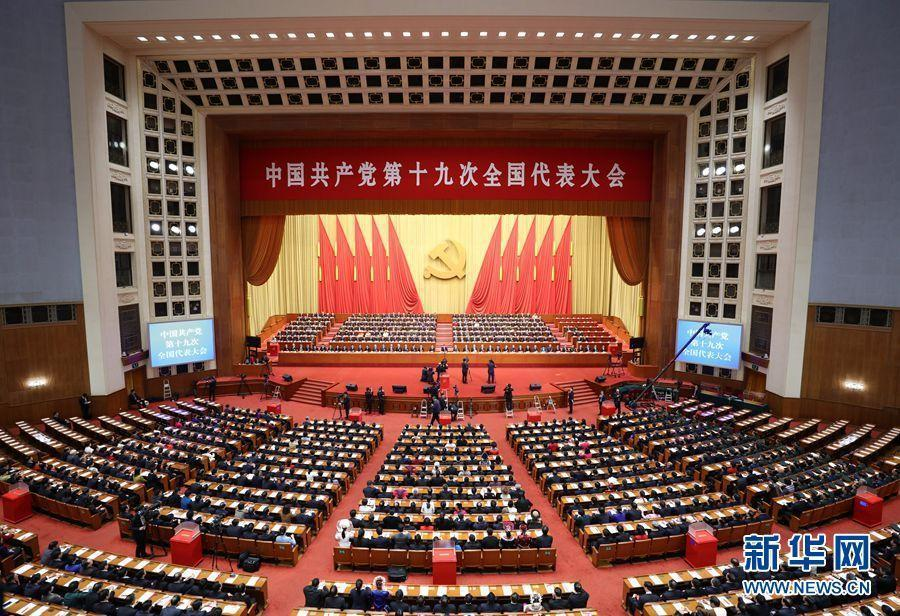 中国共产党第十九次全国代表大会
中国共产党
第十九次
全国代表大会
中国共产党
第十九次
全国代表大会
新华网
WWW.NEWS.CN